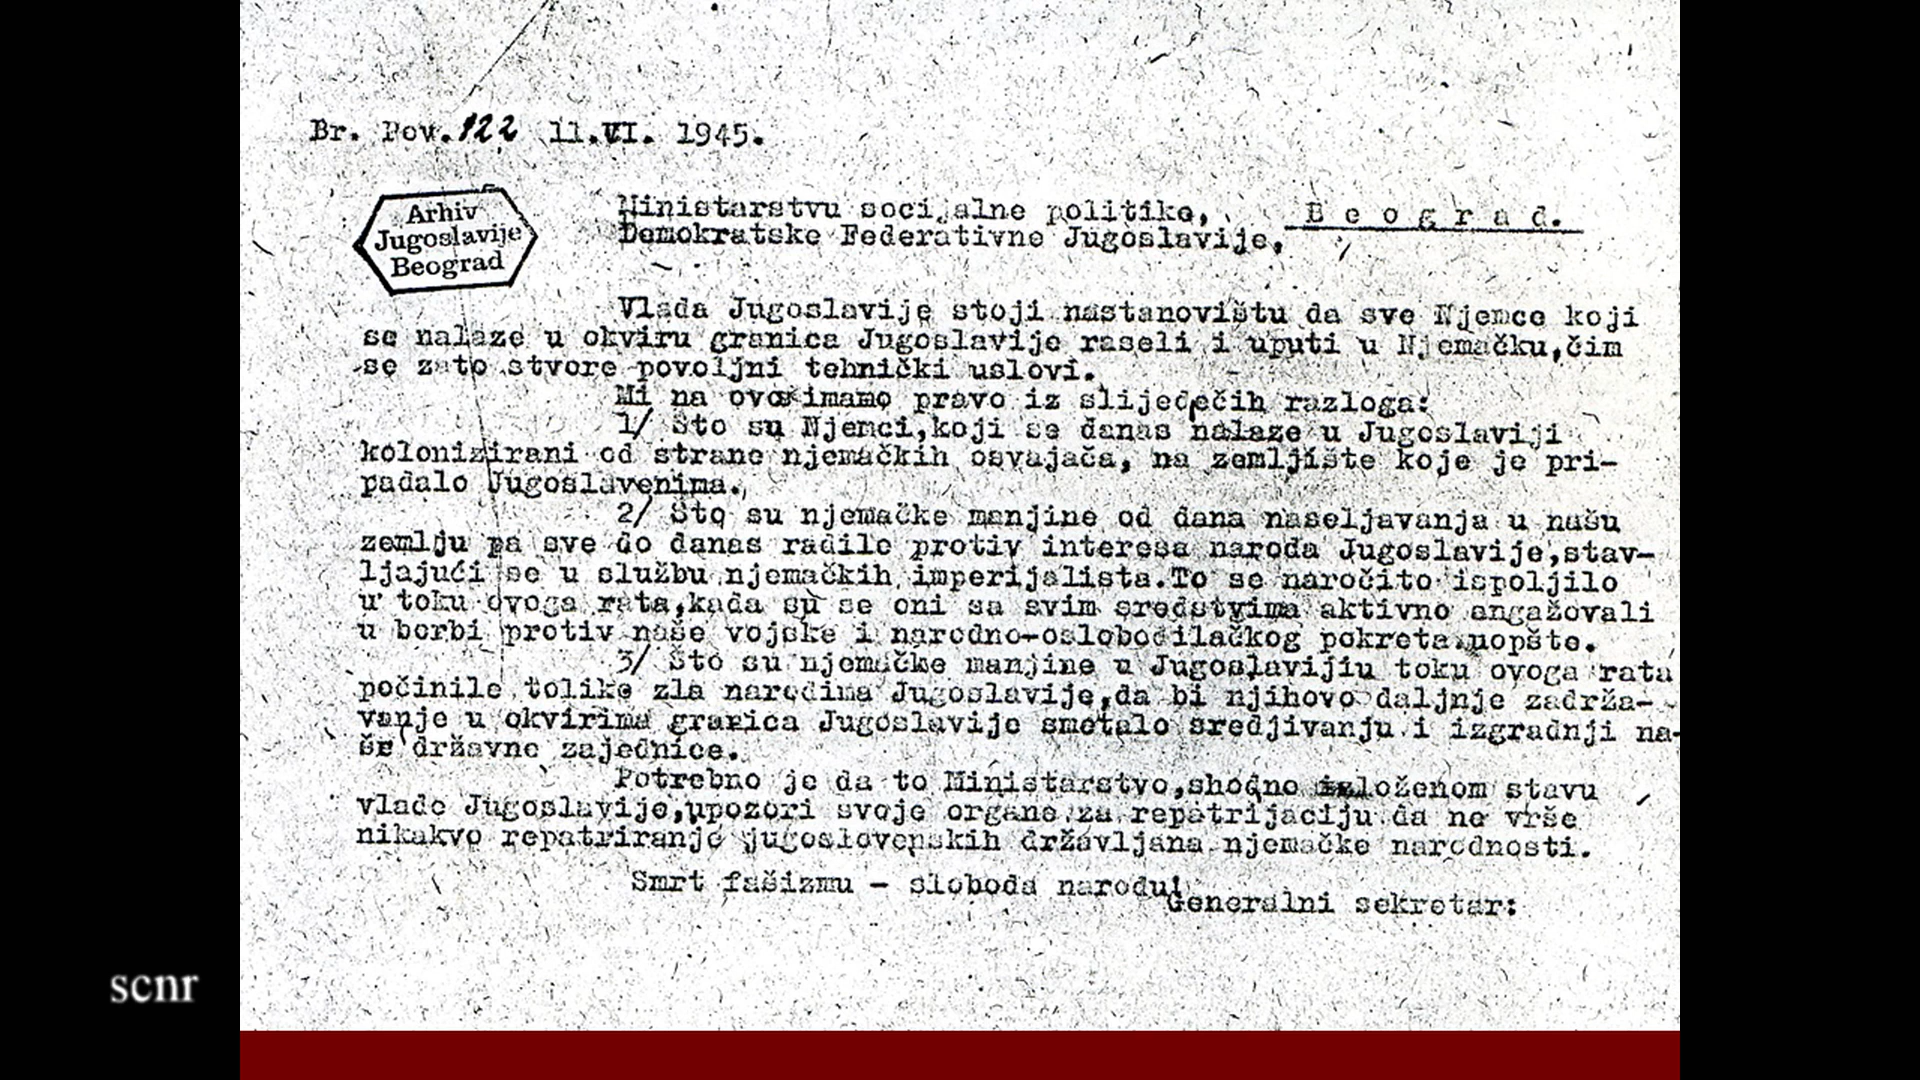 Br. Pov. 122 11.VI. 1945.
Arhiv
Jugoslavije
Beograd
Ministarstvu socijalne politike, B e o g r a d.
Demokratske Federativne Jugoslavije,
Vlada Jugoslavije stoji nastanovištu da sve Njemce koji
se nalaze u okviru granica Jugoslavije raseli i uputi u Njemačku,čim
se zato stvore povoljni tehnički uslovi.
Mi na ovo imamo pravo iz slijedećih razloga:
1/ Što su Njemci,koji se danas nalaze u Jugoslaviji
kolonizirani od strane njemačkih osvajača, na zemljište koje je pri-
padalo Jugoslavenima.
2/ Što su njemačke manjine od dana naseljavanja u našu
zemlju pa sve do danas radile protiv interesa naroda Jugoslavije,stav-
ljajući se u službu njemačkih imperijalista.To se naročito ispoljilo
u toku ovoga rata,kada su se oni sa svim sredstvima aktivno angažovali
u borbi protiv naše vojske i narodno-oslobodilačkog pokreta uopšte.
3/ Što su njemačke manjine u Jugoslavijiu toku ovoga rata
počinile tolike zla narodima Jugoslavije,da bi njihovo daljnje zadrža-
vanje u okvirima granica Jugoslavije smetalo sredjivanju i izgradnji na-
še državne zajednice.
Potrebno je da to Ministarstvo,shodno izloženom stavu
vlade Jugoslavije,upozori svoje organe za repatrijaciju da ne vrše
nikakvo repatriranje jugoslovenskih državljana njemačke narodnosti.
Smrt fašizmu - sloboda narodu!
Generalni sekretar:
scnr